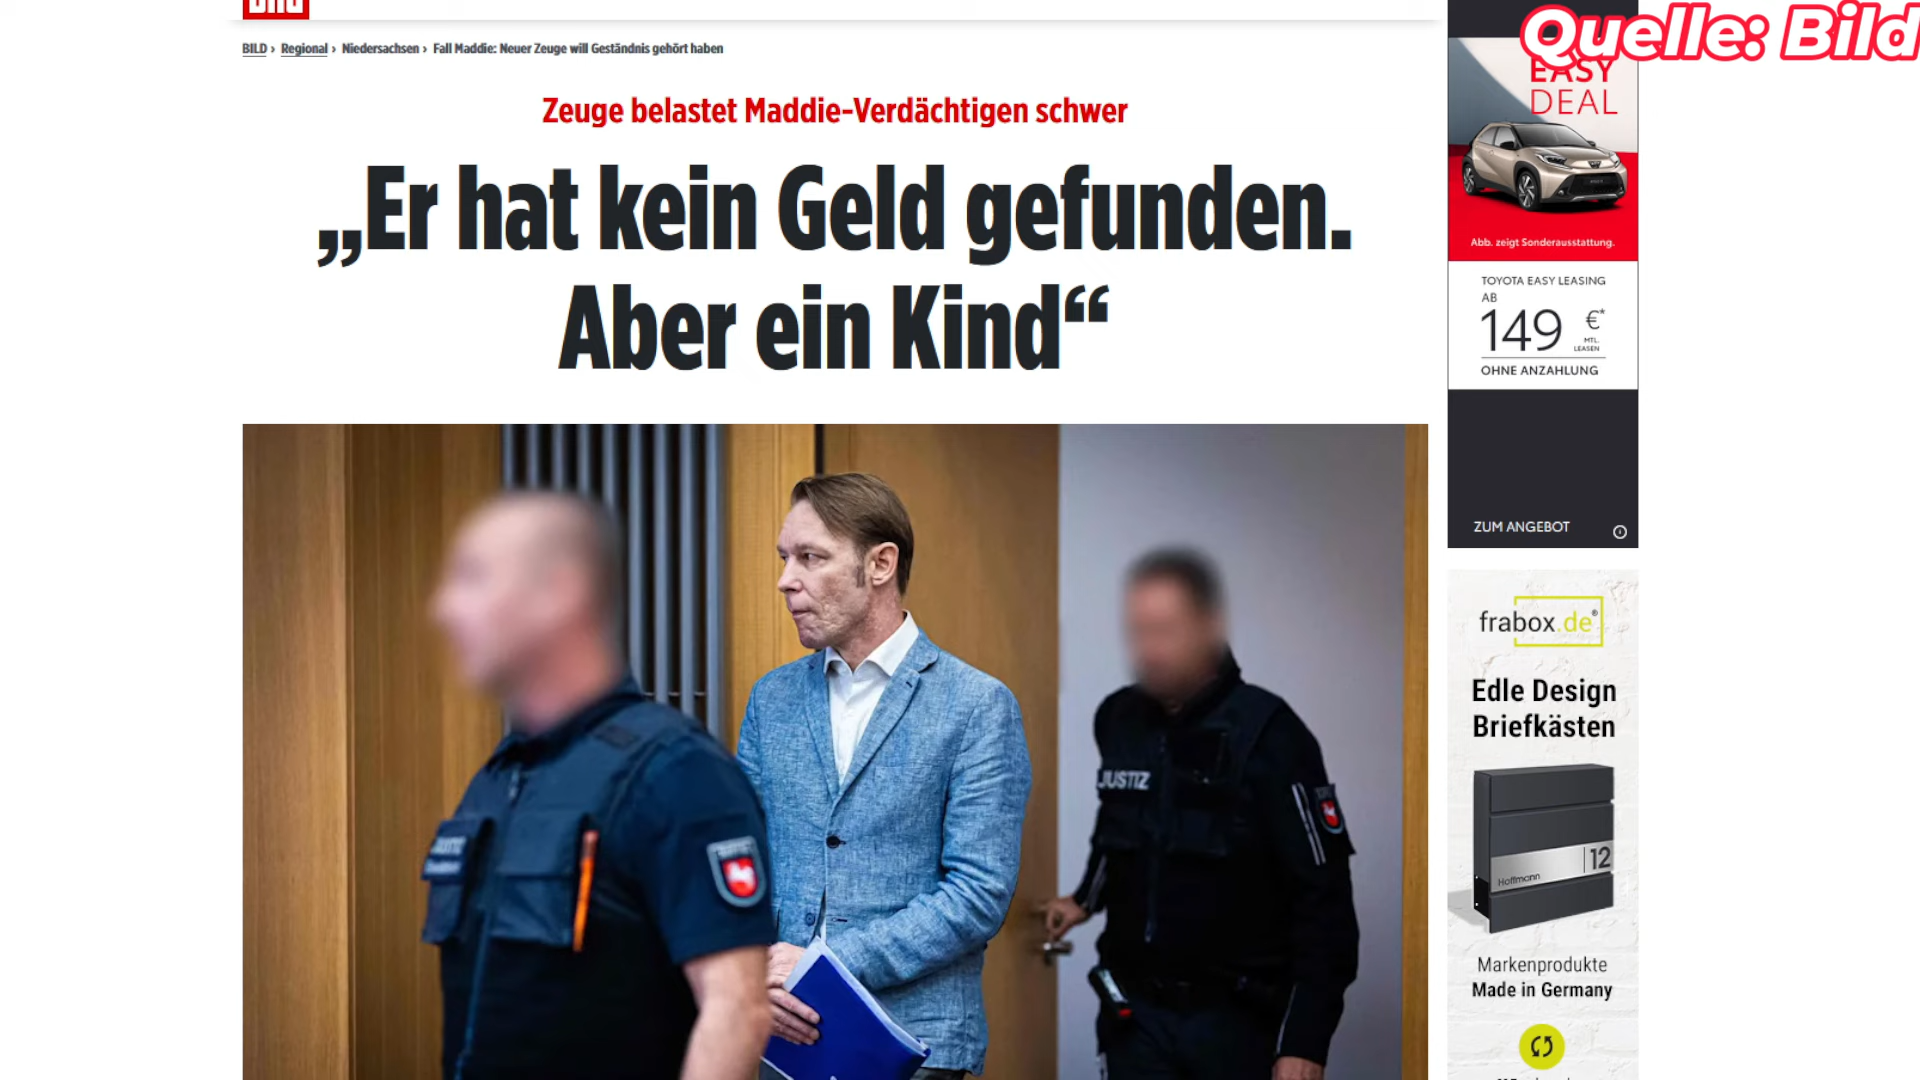 Bild
Quelle: Bild
BILD › Regional › Niedersachsen › Fall Maddie: Neuer Zeuge will Geständnis gehört haben
Zeuge belastet Maddie-Verdächtigen schwer
„Er hat kein Geld gefunden.
Aber ein Kind“
JUSTIZ
EASY
DEAL
Abb. zeigt Sonderausstattung.
TOYOTA EASY LEASING
AB
149 €*
MTL.
LEASEN
OHNE ANZAHLUNG
ZUM ANGEBOT
frabox.de®
Edle Design
Briefkästen
12
Hoffmann
Markenprodukte
Made in Germany